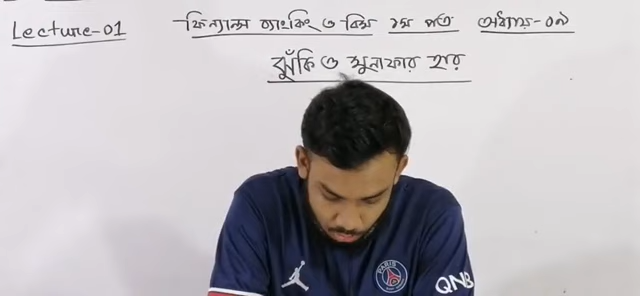 Lecture-01
ফিন্যান্স ব্যাংকিং ও বিমা ১ম পত্র অধ্যায়-০৯
ঝুঁকি ও মুনাফার হার
PARIS
QNB